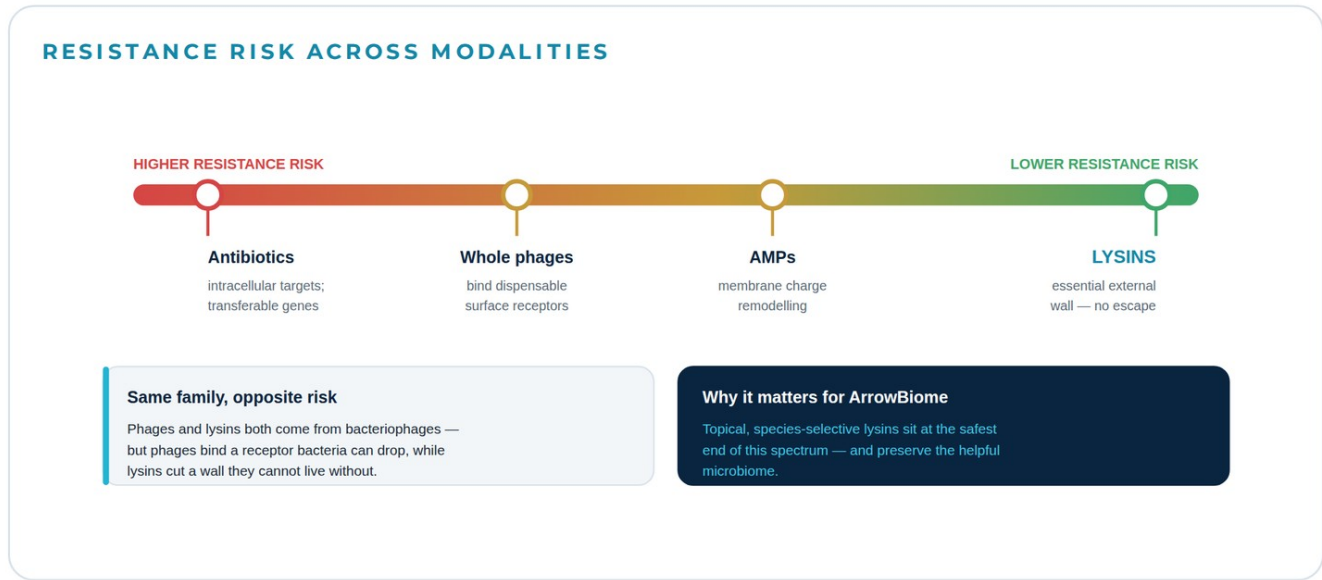 RESISTANCE RISK ACROSS MODALITIES
HIGHER RESISTANCE RISK
LOWER RESISTANCE RISK
Antibiotics
intracellular targets;
transferable genes
Whole phages
bind dispensable
surface receptors
AMPs
membrane charge
remodelling
LYSINS
essential external
wall — no escape
Same family, opposite risk
Phages and lysins both come from bacteriophages —
but phages bind a receptor bacteria can drop, while
lysins cut a wall they cannot live without.
Why it matters for ArrowBiome
Topical, species-selective lysins sit at the safest
end of this spectrum — and preserve the helpful
microbiome.